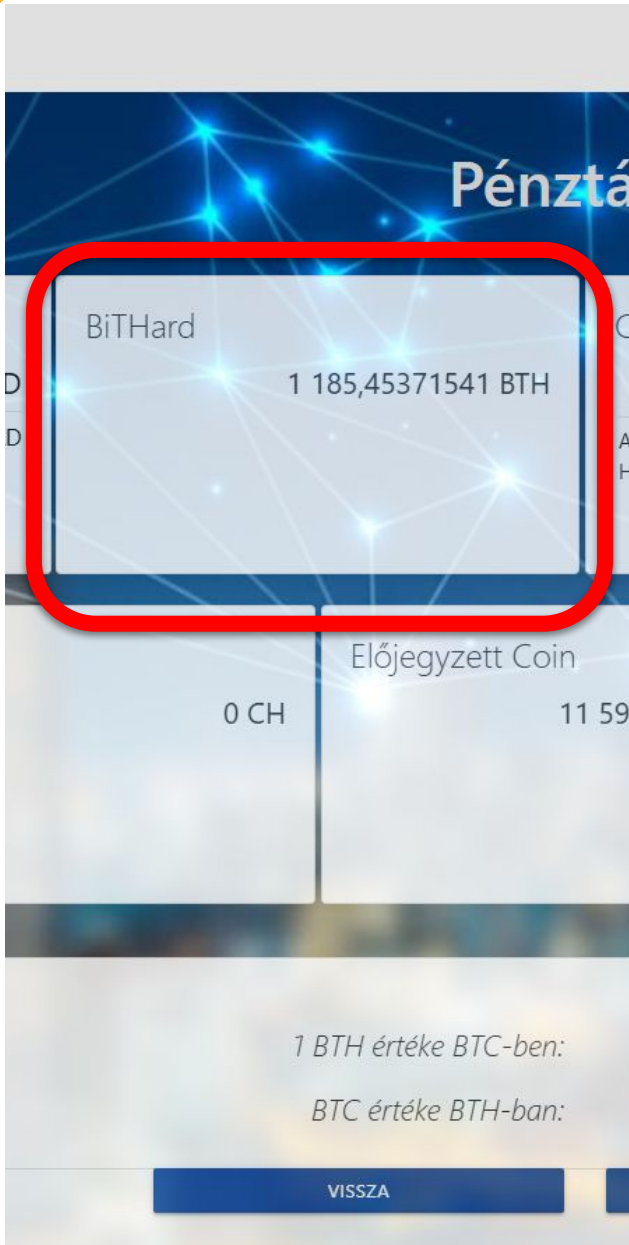 Pénztá
BiTHard
1 185,45371541 BTH
D
D
C
A
H
Előjegyzett Coin
0 CH
11 59
1 BTH értéke BTC-ben:
BTC értéke BTH-ban:
VISSZA